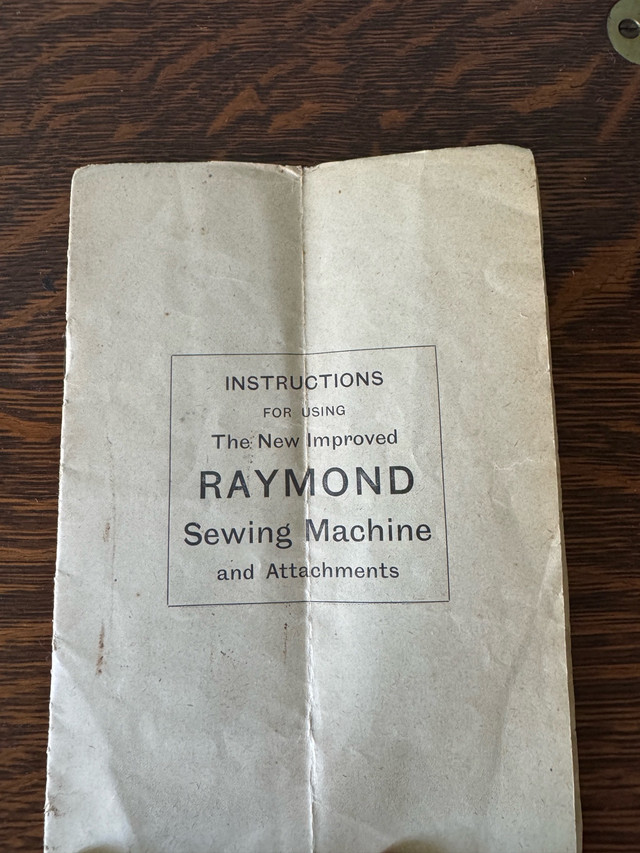 INSTRUCTIONS
FOR USING
The New Improved
RAYMOND
Sewing Machine
and Attachments